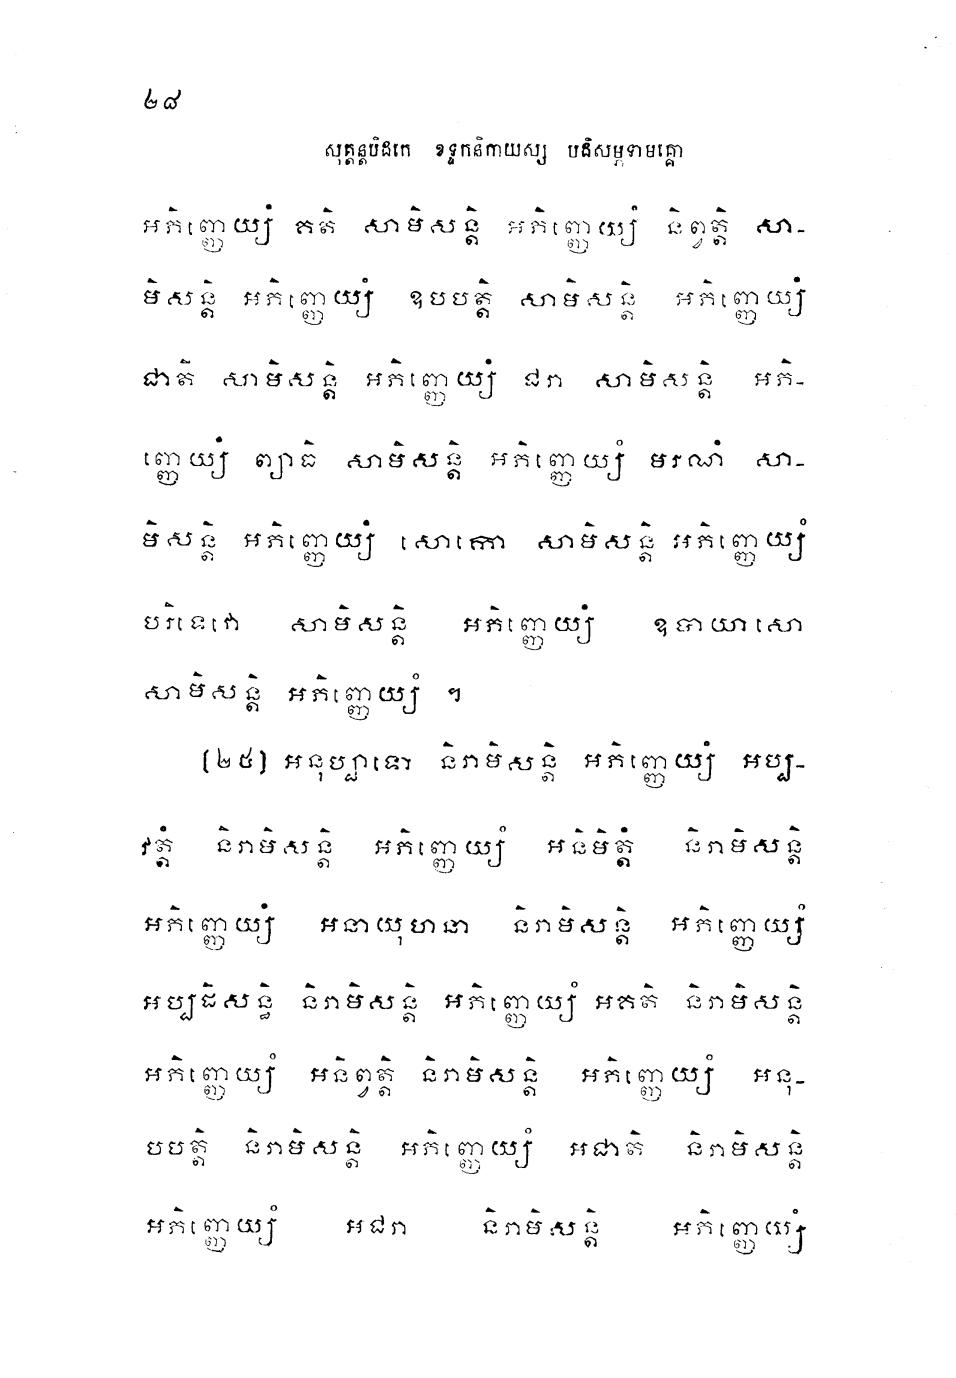 ២៨
សុត្តន្តបិដកេ ខុទ្ទកនិកាយស្ស បដិសម្ភិទាមគ្គោ
អភិញ្ញេយ្យំ គតិ សាមិសន្តិ អភិញ្ញេយ្យំ និព្វត្តិ សា-
មិសន្តិ អភិញ្ញេយ្យំ ឧបបត្តិ សាមិសន្តិ អភិញ្ញេយ្យំ
ជាតិ សាមិសន្តិ អភិញ្ញេយ្យំ ជរា សាមិសន្តិ អភិ-
ញ្ញេយ្យំ ព្យាធិ សាមិសន្តិ អភិញ្ញេយ្យំ មរណំ សា-
មិសន្តិ អភិញ្ញេយ្យំ សោកោ សាមិសន្តិ អភិញ្ញេយ្យំ
បរិទេវោ សាមិសន្តិ អភិញ្ញេយ្យំ ឧបាយាសោ
សាមិសន្តិ អភិញ្ញេយ្យំ ។
(២៥) អនុប្បាទោ និរាមិសន្តិ អភិញ្ញេយ្យំ អប្ប-
វត្តំ និរាមិសន្តិ អភិញ្ញេយ្យំ អនិមិត្តំ និរាមិសន្តិ
អភិញ្ញេយ្យំ អនាយុហនា និរាមិសន្តិ អភិញ្ញេយ្យំ
អប្បដិសន្ធិ និរាមិសន្តិ អភិញ្ញេយ្យំ អគតិ និរាមិសន្តិ
អភិញ្ញេយ្យំ អនិព្វត្តិ និរាមិសន្តិ អភិញ្ញេយ្យំ អនុ-
បបត្តិ និរាមិសន្តិ អភិញ្ញេយ្យំ អជាតិ និរាមិសន្តិ
អភិញ្ញេយ្យំ អជរា និរាមិសន្តិ អភិញ្ញេយ្យំ